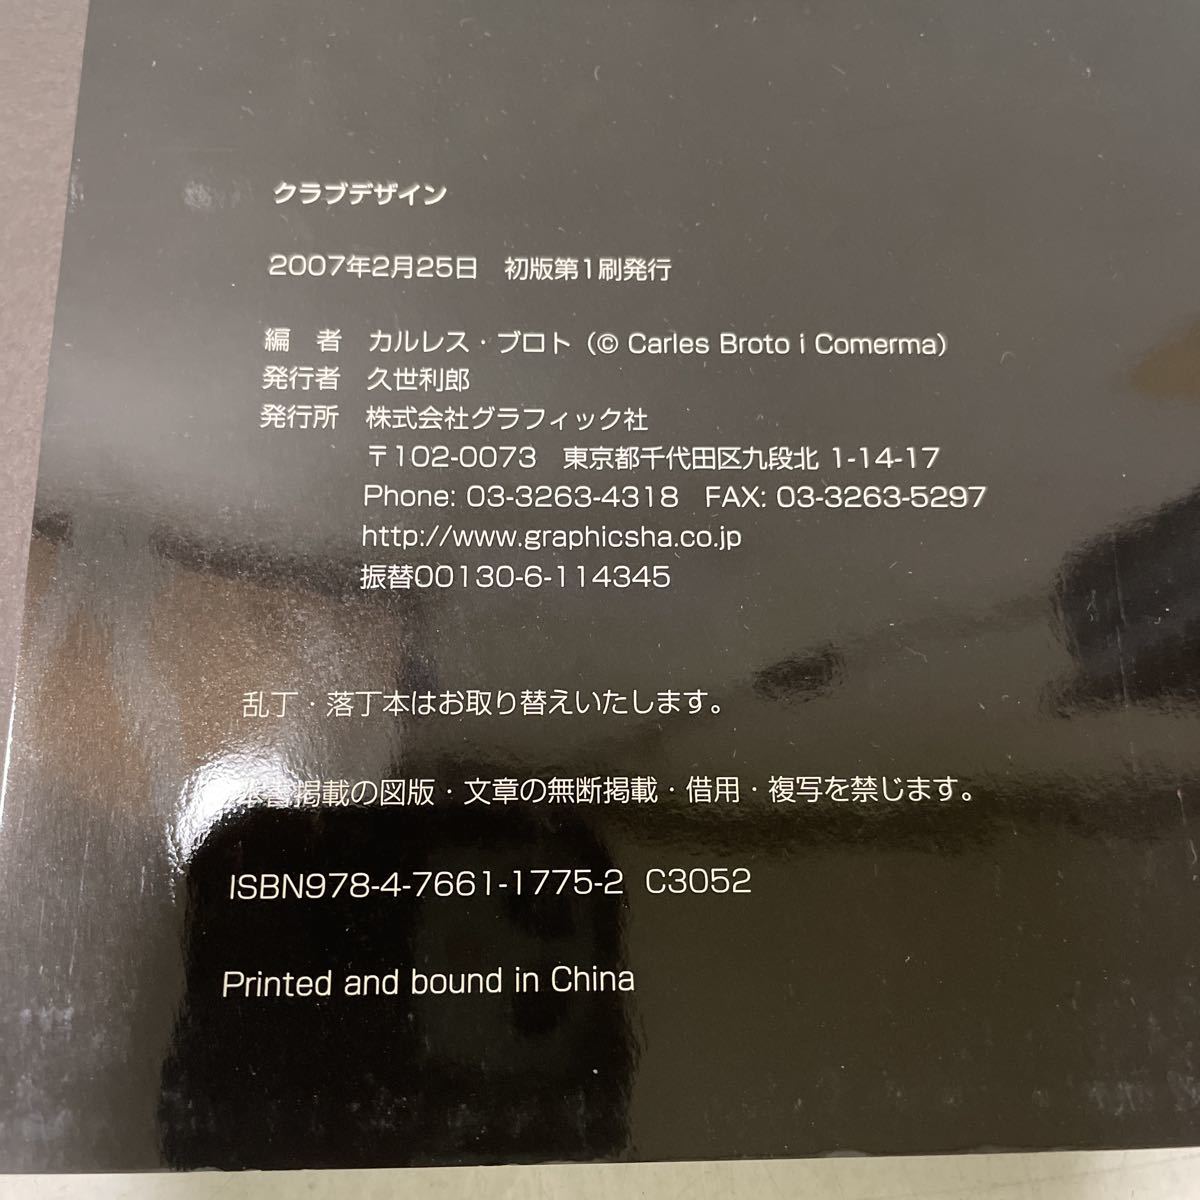 クラブデザイン
2007年2月25日　初版第1刷発行
編　者　カルレス・ブロト（© Carles Broto i Comerma）
発行者　久世利郎
発行所　株式会社グラフィック社
〒102-0073　東京都千代田区九段北 1-14-17
Phone: 03-3263-4318　FAX: 03-3263-5297
http://www.graphicsha.co.jp
振替00130-6-114345
乱丁・落丁本はお取り替えいたします。
本書掲載の図版・文章の無断掲載・借用・複写を禁じます。
ISBN978-4-7661-1775-2　C3052
Printed and bound in China